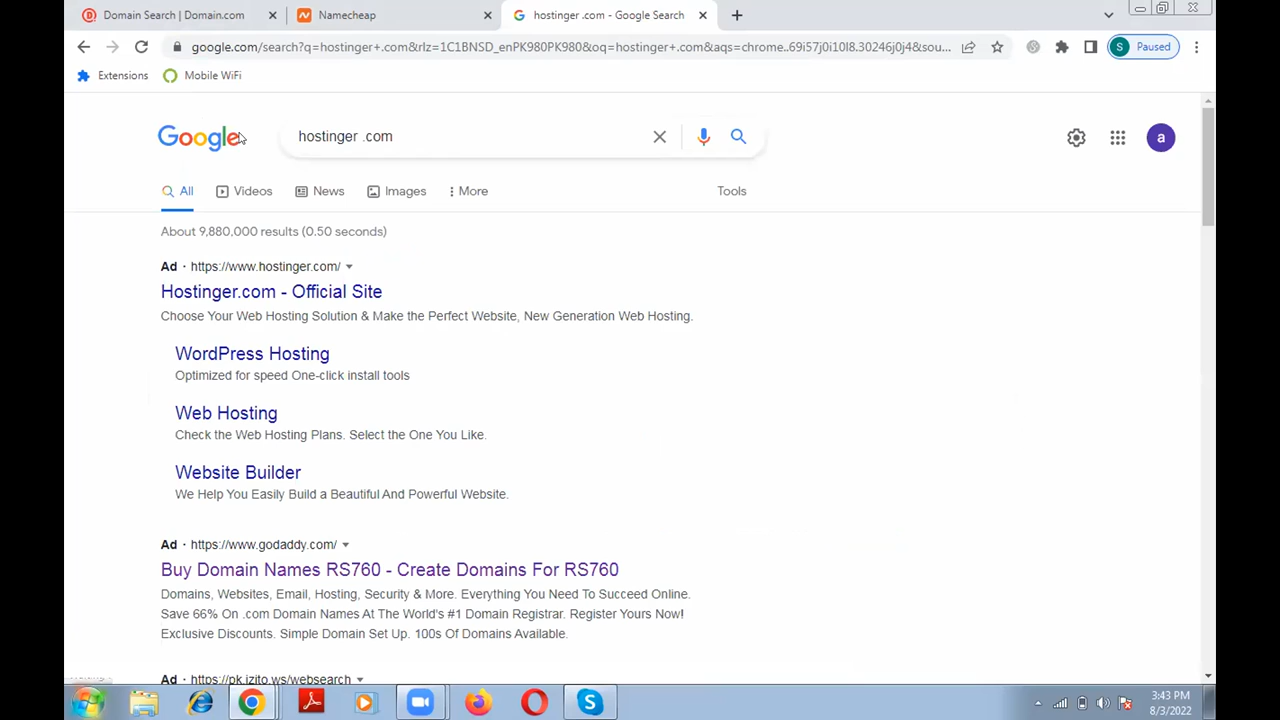 Domain Search | Domain.com
Namecheap
hostinger .com - Google Search
google.com/search?q=hostinger+.com&rlz=1C1BNSD_enPK980PK980&oq=hostinger+.com&aqs=chrome..69i57j0i10l8.30246j0j4&sou...
S Paused
Extensions
Mobile WiFi
Google
hostinger .com
a
All
Videos
News
Images
More
Tools
About 9,880,000 results (0.50 seconds)
Ad · https://www.hostinger.com/
Hostinger.com - Official Site
Choose Your Web Hosting Solution & Make the Perfect Website, New Generation Web Hosting.
WordPress Hosting
Optimized for speed One-click install tools
Web Hosting
Check the Web Hosting Plans. Select the One You Like.
Website Builder
We Help You Easily Build a Beautiful And Powerful Website.
Ad · https://www.godaddy.com/
Buy Domain Names RS760 - Create Domains For RS760
Domains, Websites, Email, Hosting, Security & More. Everything You Need To Succeed Online.
Save 66% On .com Domain Names At The World's #1 Domain Registrar. Register Yours Now!
Exclusive Discounts. Simple Domain Set Up. 100s Of Domains Available.
Ad · https://pk.izito.ws/websearch
3:43 PM
8/3/2022